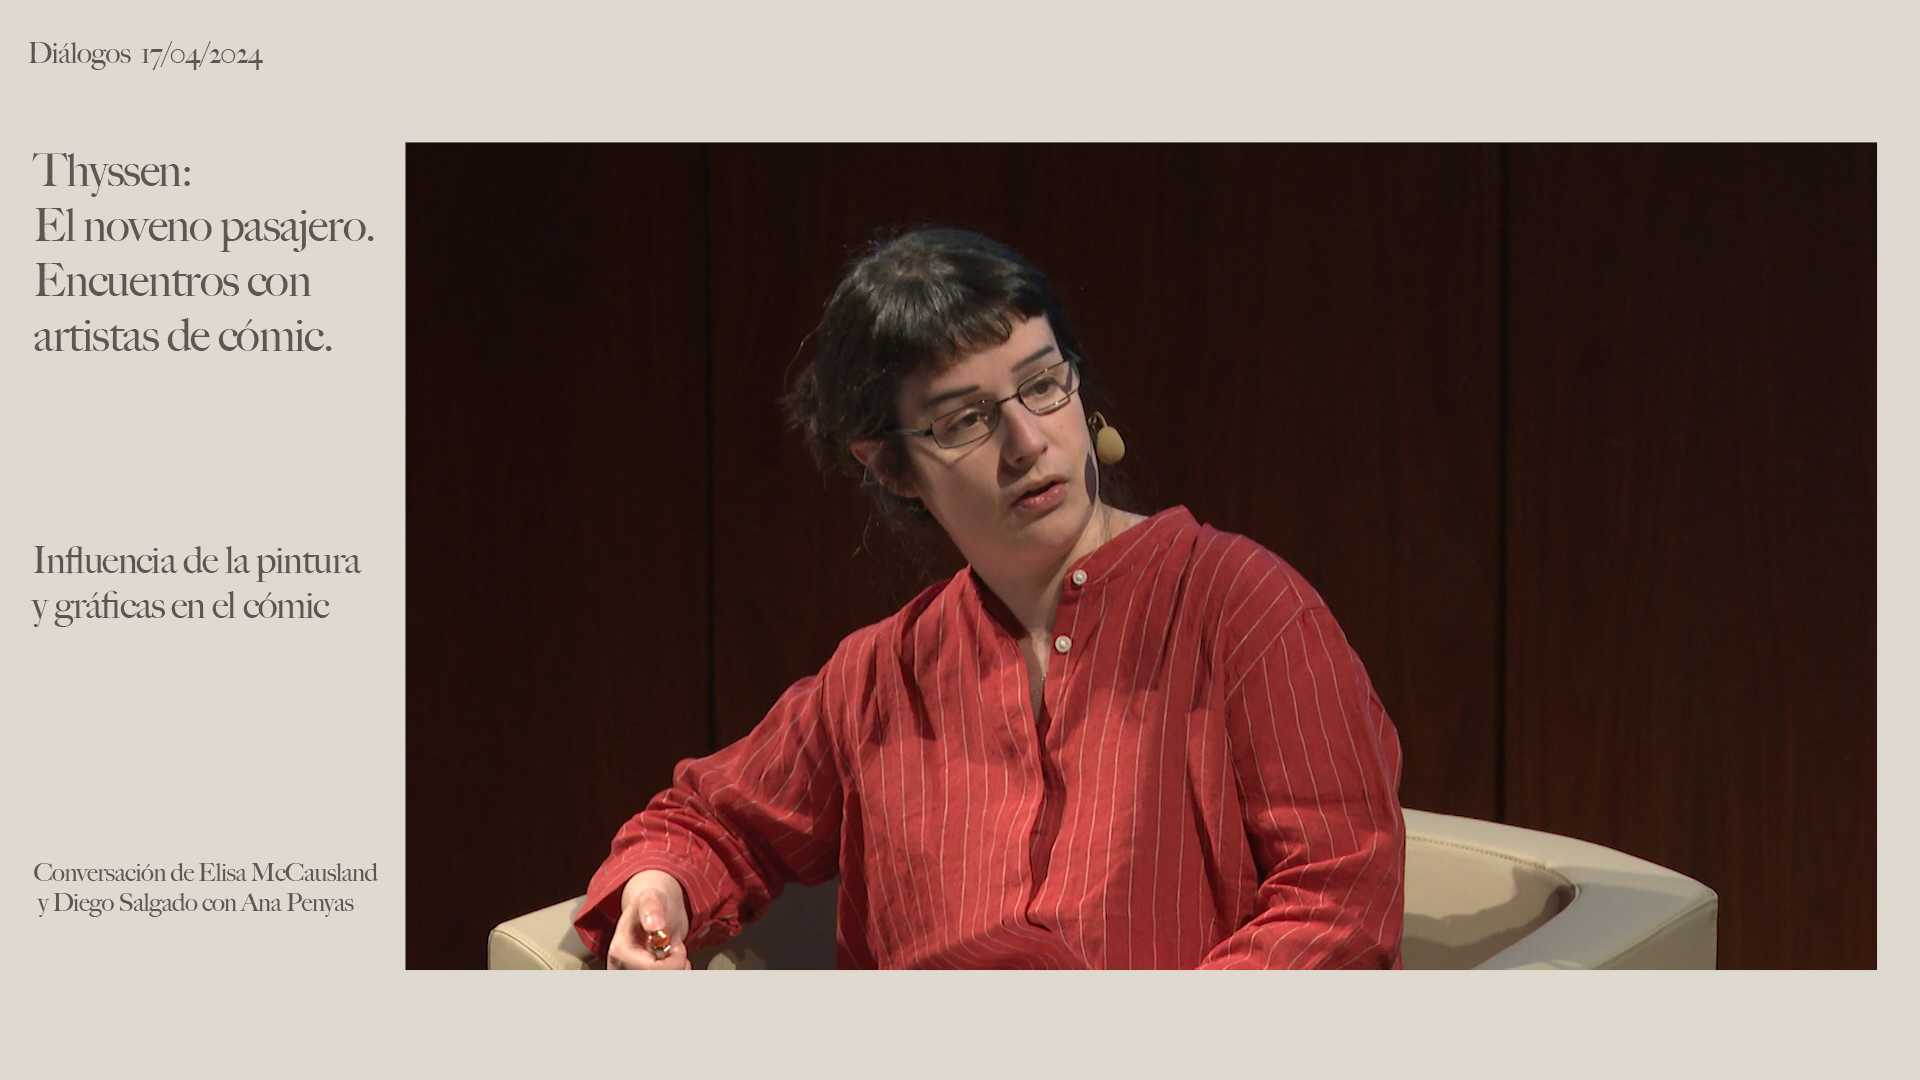 Diálogos 17/04/2024
Thyssen:
El noveno pasajero.
Encuentros con
artistas de cómic.
Influencia de la pintura
y gráficas en el cómic
Conversación de Elisa McCausland
y Diego Salgado con Ana Penyas